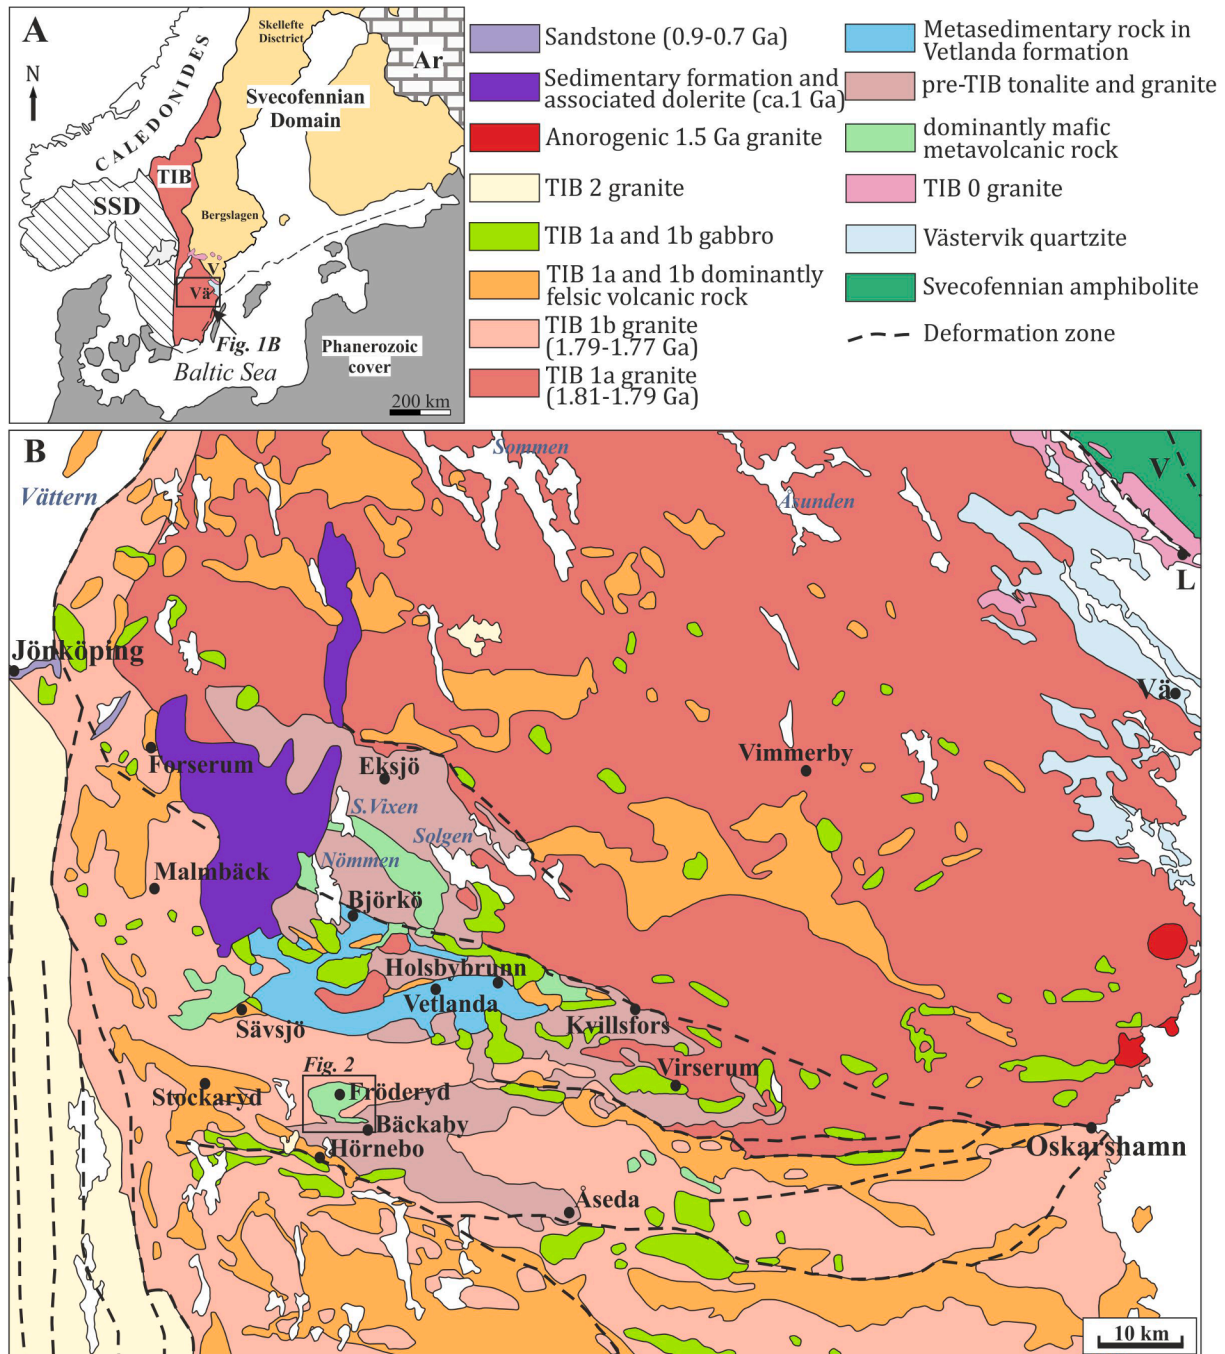 A
N
CALEDONIDES
Skellefte
Disctrict
Ar
Svecofennian
Domain
TIB
SSD
Bergslagen
V
Vä
Fig. 1B
Baltic Sea
Phanerozoic
cover
200 km
Sandstone (0.9-0.7 Ga)
Sedimentary formation and
associated dolerite (ca.1 Ga)
Anorogenic 1.5 Ga granite
TIB 2 granite
TIB 1a and 1b gabbro
TIB 1a and 1b dominantly
felsic volcanic rock
TIB 1b granite
(1.79-1.77 Ga)
TIB 1a granite
(1.81-1.79 Ga)
Metasedimentary rock in
Vetlanda formation
pre-TIB tonalite and granite
dominantly mafic
metavolcanic rock
TIB 0 granite
Västervik quartzite
Svecofennian amphibolite
Deformation zone
B
Vättern
Sommen
Åsunden
V
L
Jönköping
Vä
Forserum
Eksjö
Vimmerby
S.Vixen
Solgen
Nömmen
Malmbäck
Björkö
Holsbybrunn
Vetlanda
Sävsjö
Kvillsfors
Fig. 2
Virserum
Stockaryd
Fröderyd
Bäckaby
Hörnebo
Oskarshamn
Åseda
10 km